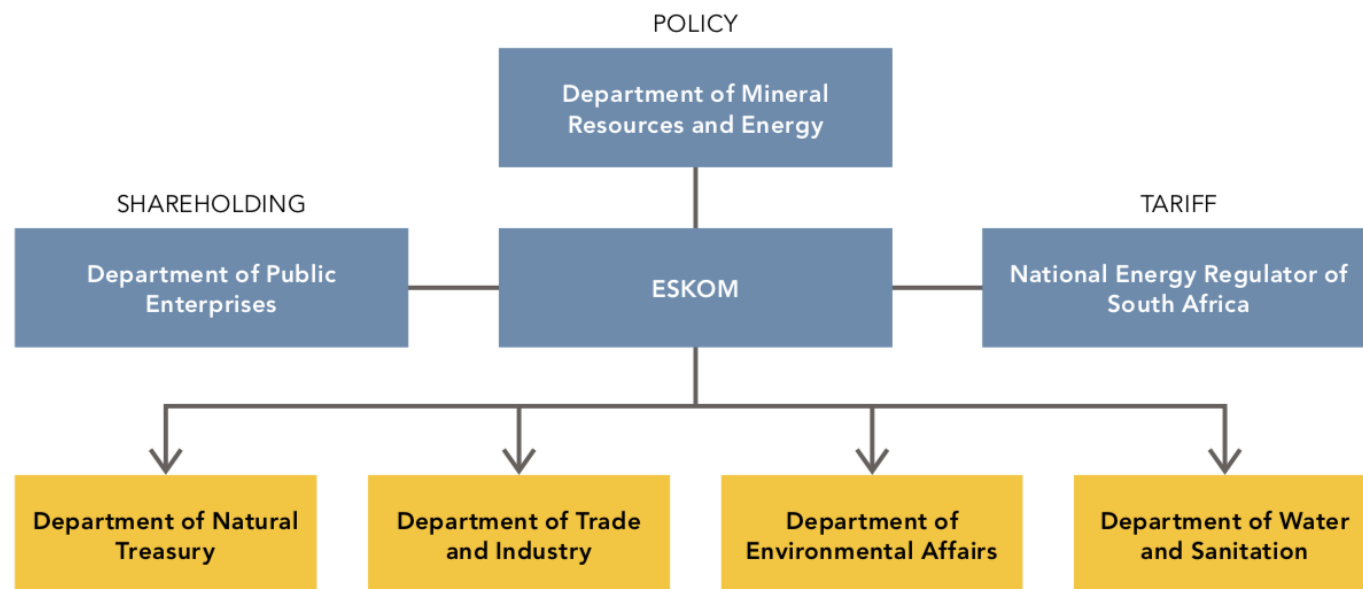 POLICY
Department of Mineral
Resources and Energy
SHAREHOLDING
TARIFF
Department of Public
Enterprises
ESKOM
National Energy Regulator of
South Africa
Department of Natural
Treasury
Department of Trade
and Industry
Department of
Environmental Affairs
Department of Water
and Sanitation